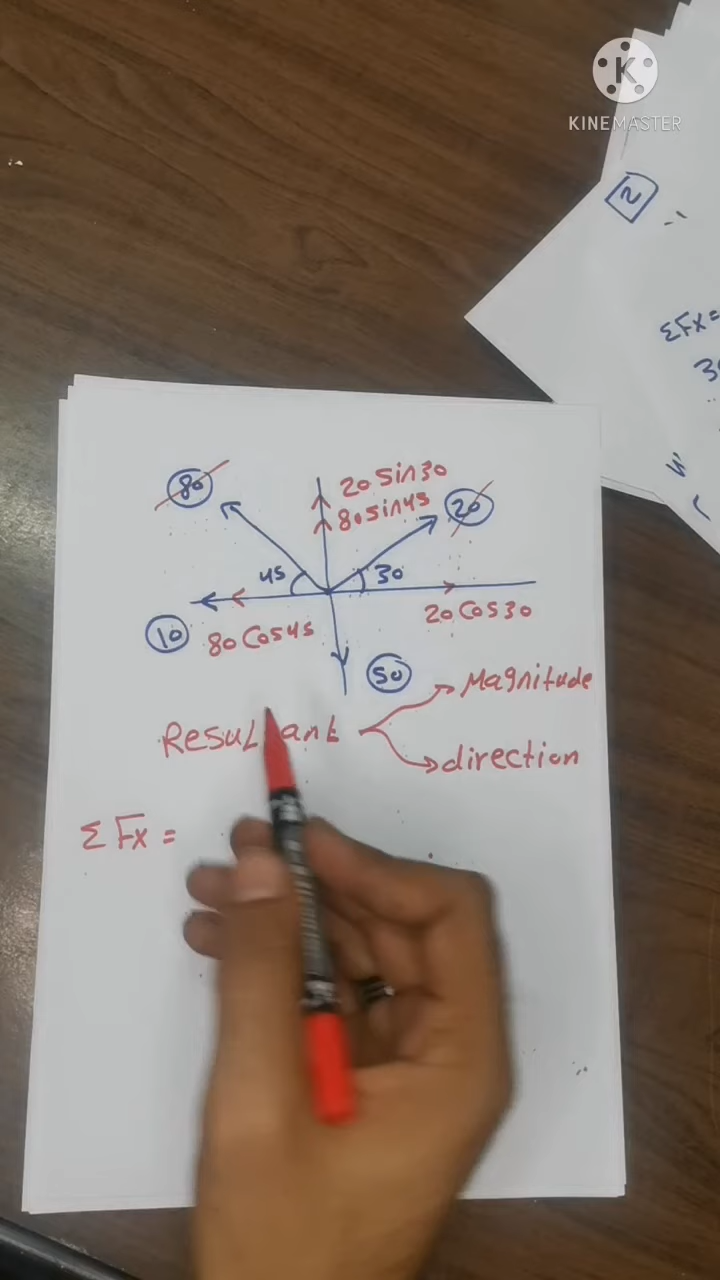 KINEMASTER
2
ΣFx=
3
80
20 Sin30
80 sin45
20
45
30
10
80 Cos45
20 Cos30
50
Resultant
Magnitude
direction
ΣFx =